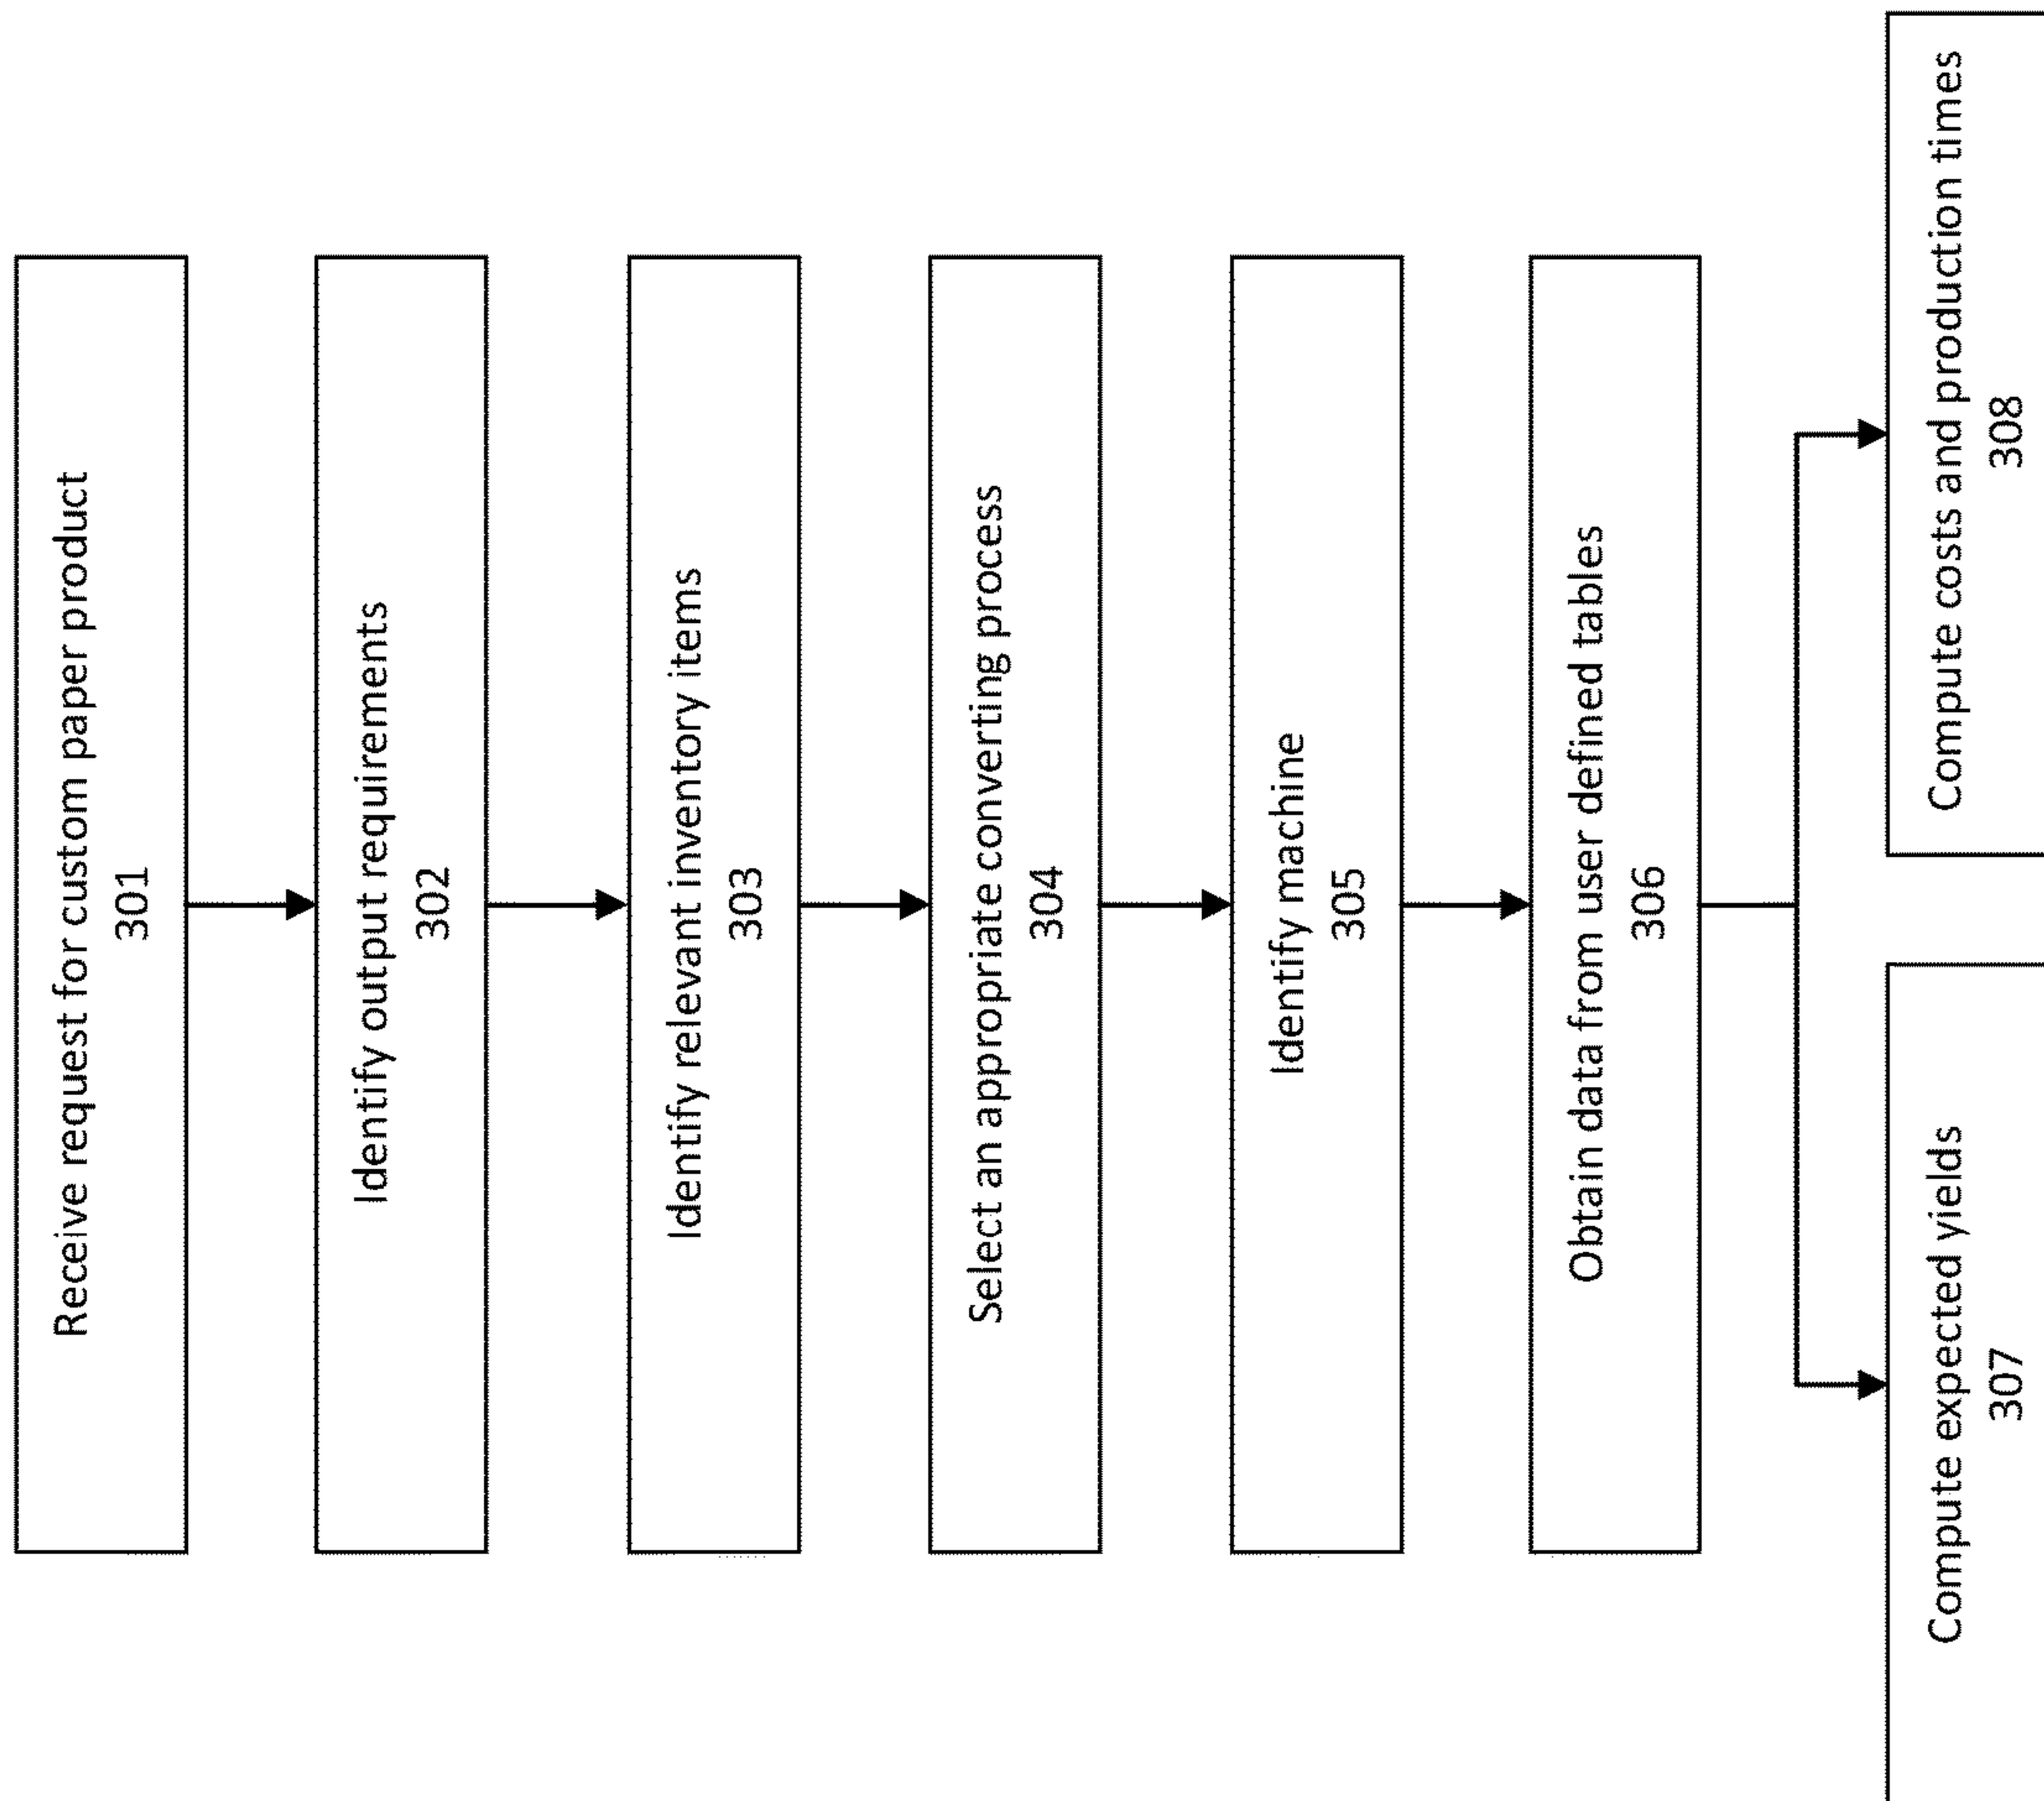 Receive request for custom paper product
301
Identify output requirements
302
Identify relevant inventory items
303
Select an appropriate converting process
304
Identify machine
305
Obtain data from user defined tables
306
Compute expected yields
307
Compute costs and production times
308